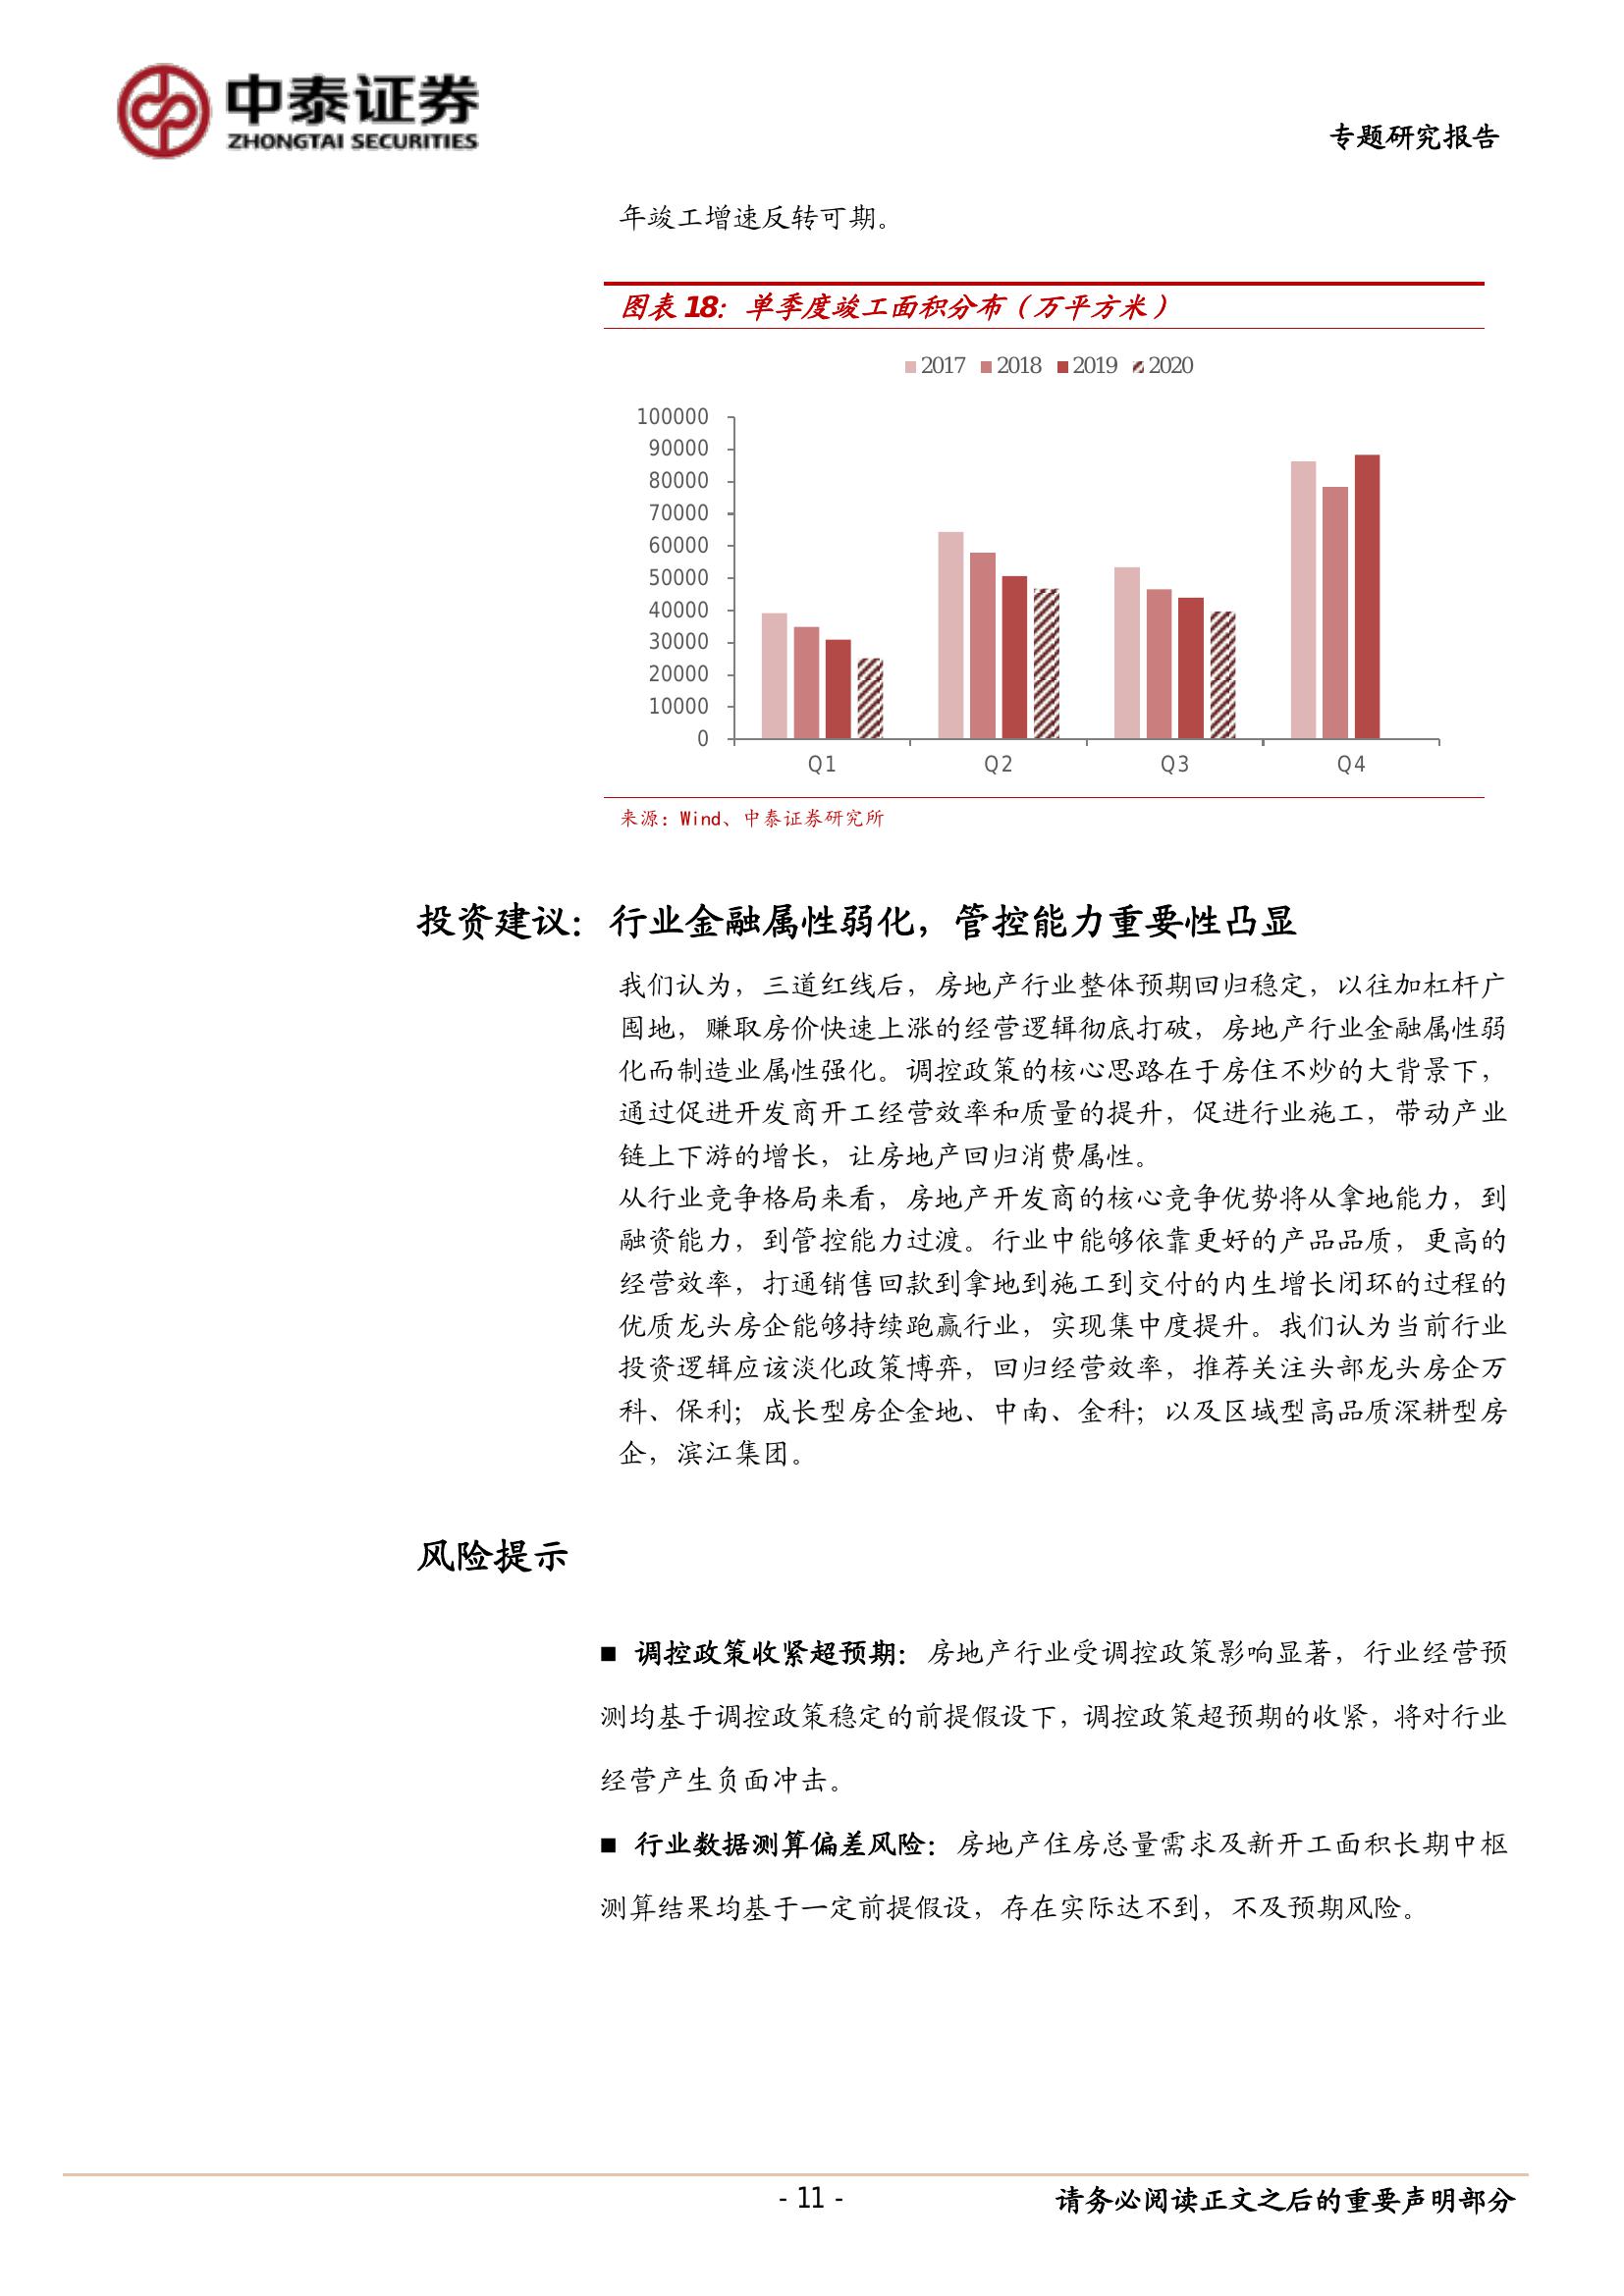 中泰证券
ZHONGTAI SECURITIES
专题研究报告
年竣工增速反转可期。
图表 18：单季度竣工面积分布（万平方米）
2017 2018 2019 2020
100000
90000
80000
70000
60000
50000
40000
30000
20000
10000
0
Q1 Q2 Q3 Q4
来源：Wind、中泰证券研究所
投资建议：行业金融属性弱化，管控能力重要性凸显
我们认为，三道红线后，房地产行业整体预期回归稳定，以往加杠杆广
囤地，赚取房价快速上涨的经营逻辑彻底打破，房地产行业金融属性弱
化而制造业属性强化。调控政策的核心思路在于房住不炒的大背景下，
通过促进开发商开工经营效率和质量的提升，促进行业施工，带动产业
链上下游的增长，让房地产回归消费属性。
从行业竞争格局来看，房地产开发商的核心竞争优势将从拿地能力，到
融资能力，到管控能力过渡。行业中能够依靠更好的产品品质，更高的
经营效率，打通销售回款到拿地到施工到交付的内生增长闭环的过程的
优质龙头房企能够持续跑赢行业，实现集中度提升。我们认为当前行业
投资逻辑应该淡化政策博弈，回归经营效率，推荐关注头部龙头房企万
科、保利；成长型房企金地、中南、金科；以及区域型高品质深耕型房
企，滨江集团。
风险提示
■ 调控政策收紧超预期：房地产行业受调控政策影响显著，行业经营预
测均基于调控政策稳定的前提假设下，调控政策超预期的收紧，将对行业
经营产生负面冲击。
■ 行业数据测算偏差风险：房地产住房总量需求及新开工面积长期中枢
测算结果均基于一定前提假设，存在实际达不到，不及预期风险。
- 11 -
请务必阅读正文之后的重要声明部分